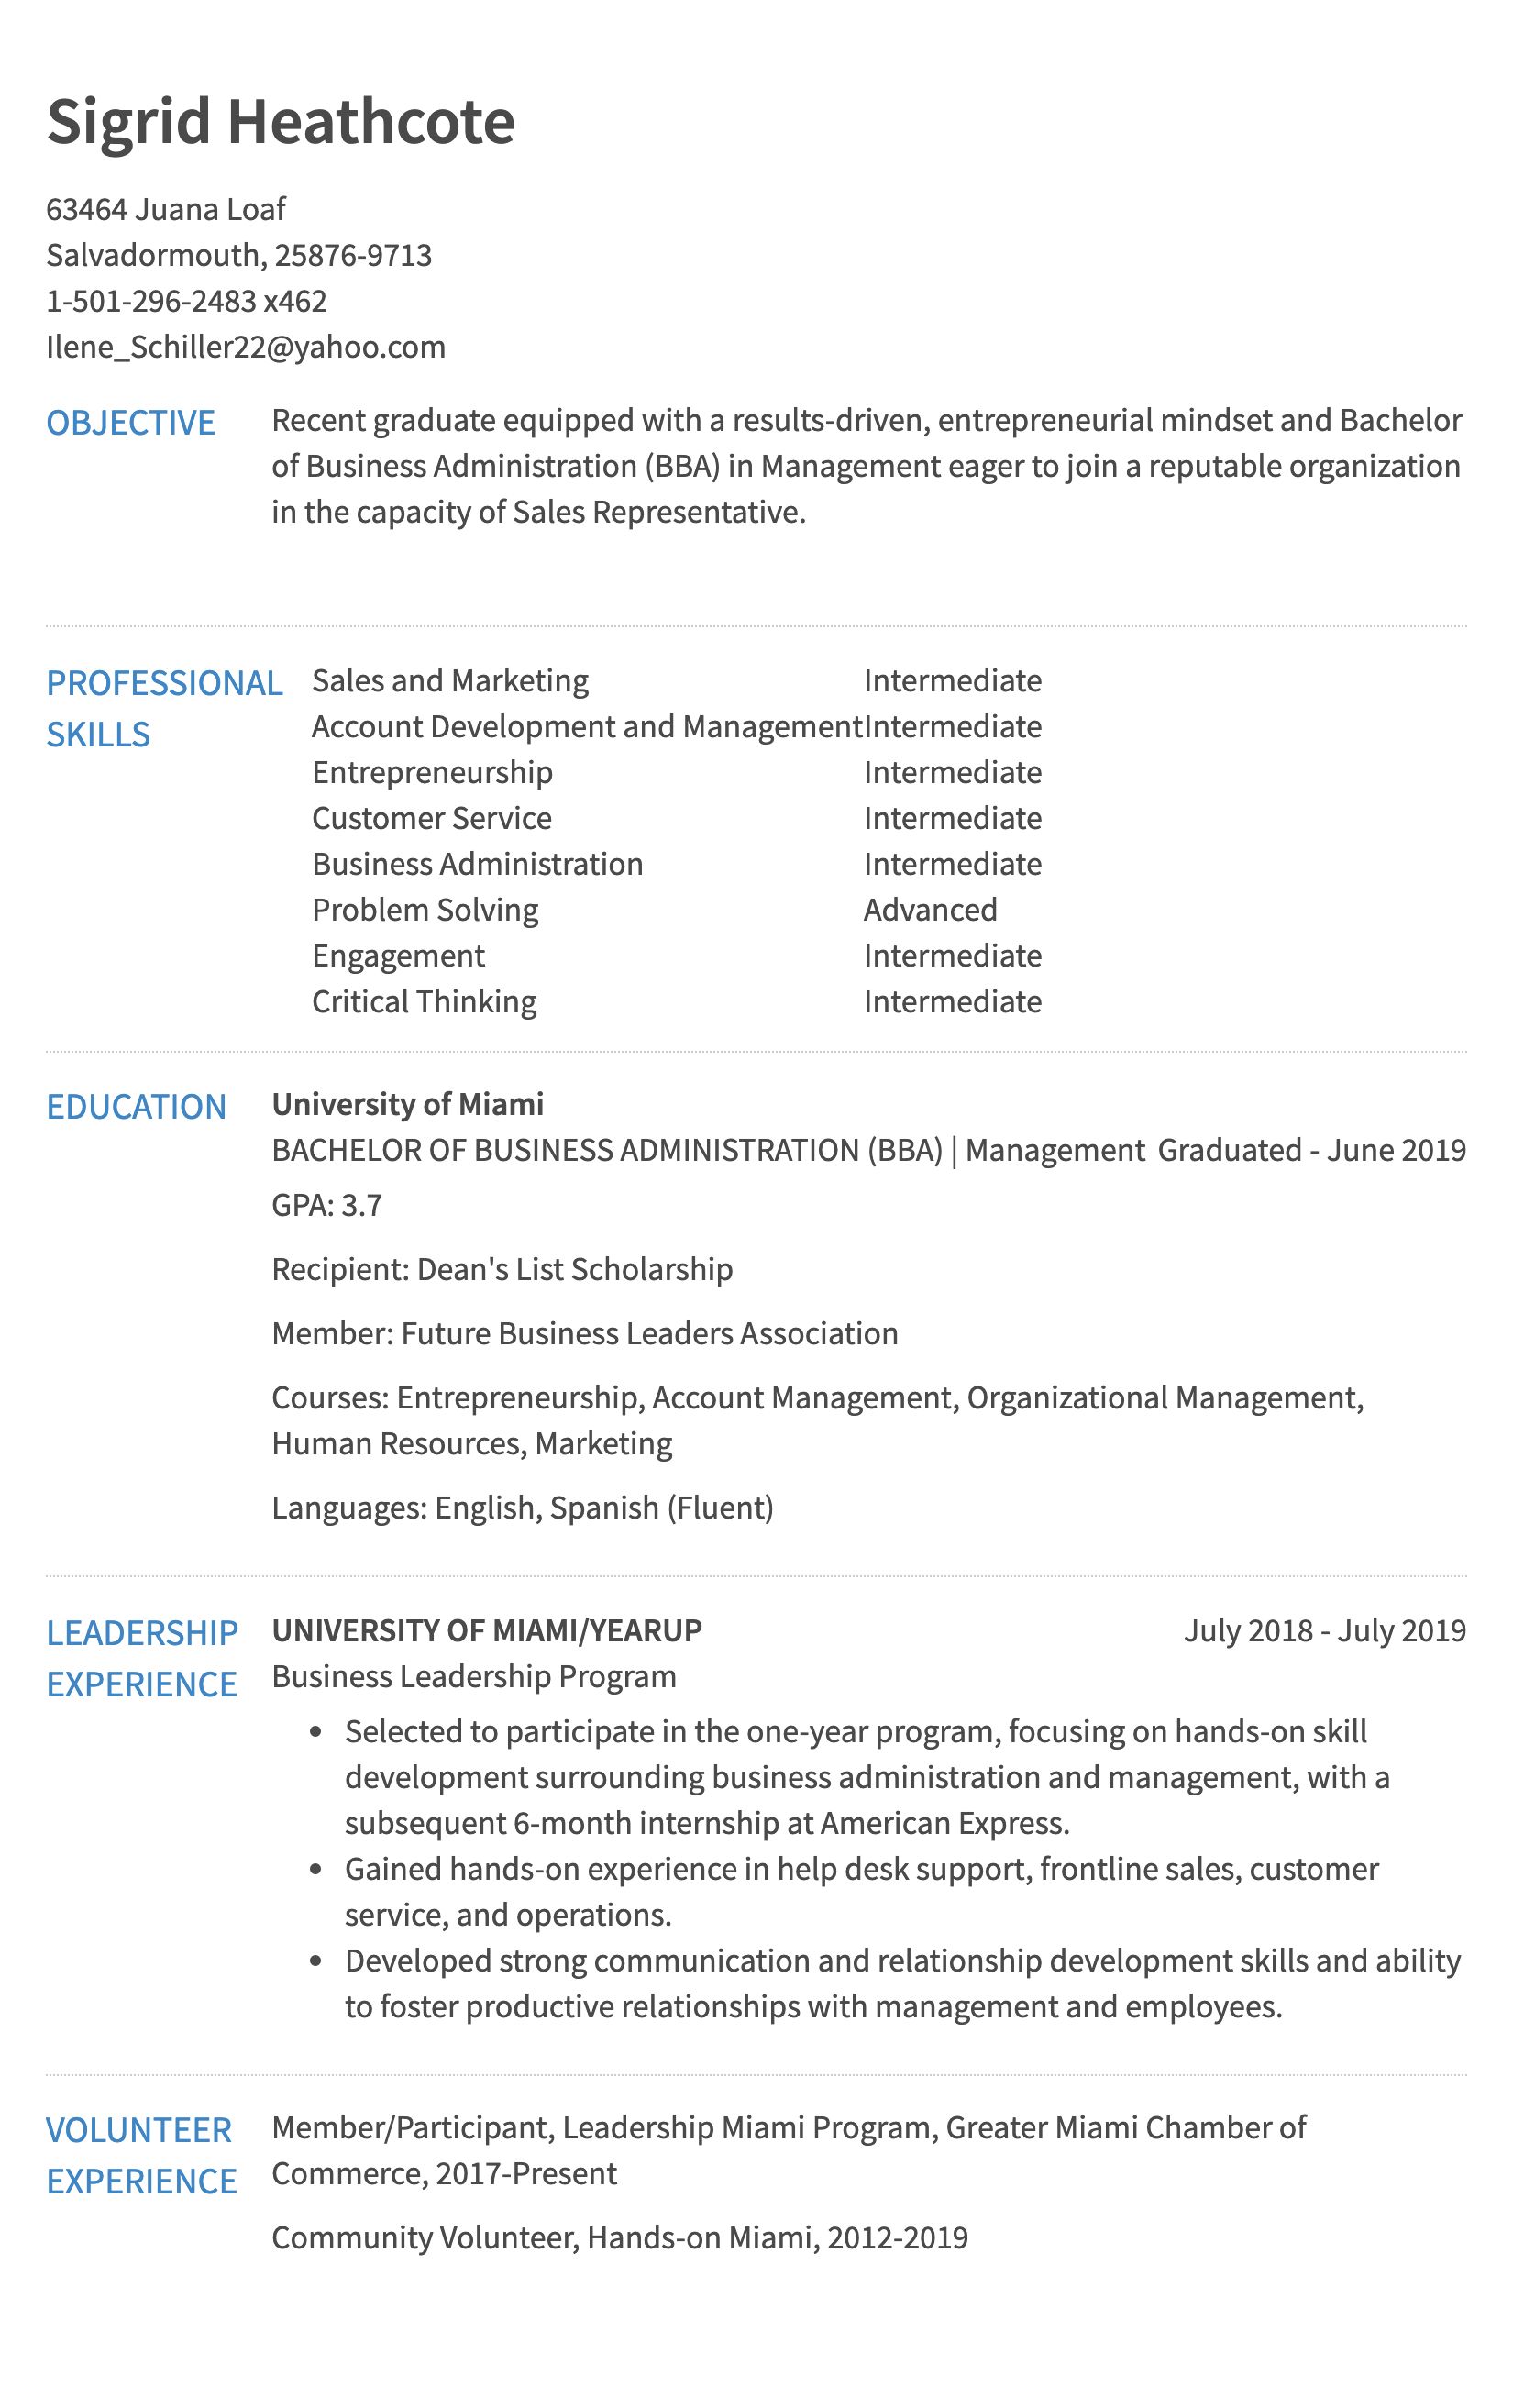 Sigrid Heathcote
63464 Juana Loaf
Salvadormouth, 25876-9713
1-501-296-2483 x462
Ilene_Schiller22@yahoo.com
OBJECTIVE
Recent graduate equipped with a results-driven, entrepreneurial mindset and Bachelor
of Business Administration (BBA) in Management eager to join a reputable organization
in the capacity of Sales Representative.
PROFESSIONAL
SKILLS
Sales and Marketing Intermediate
Account Development and Management Intermediate
Entrepreneurship Intermediate
Customer Service Intermediate
Business Administration Intermediate
Problem Solving Advanced
Engagement Intermediate
Critical Thinking Intermediate
EDUCATION
University of Miami
BACHELOR OF BUSINESS ADMINISTRATION (BBA) | Management Graduated - June 2019
GPA: 3.7
Recipient: Dean's List Scholarship
Member: Future Business Leaders Association
Courses: Entrepreneurship, Account Management, Organizational Management,
Human Resources, Marketing
Languages: English, Spanish (Fluent)
LEADERSHIP
EXPERIENCE
UNIVERSITY OF MIAMI/YEARUP July 2018 - July 2019
Business Leadership Program
• Selected to participate in the one-year program, focusing on hands-on skill
development surrounding business administration and management, with a
subsequent 6-month internship at American Express.
• Gained hands-on experience in help desk support, frontline sales, customer
service, and operations.
• Developed strong communication and relationship development skills and ability
to foster productive relationships with management and employees.
VOLUNTEER
EXPERIENCE
Member/Participant, Leadership Miami Program, Greater Miami Chamber of
Commerce, 2017-Present
Community Volunteer, Hands-on Miami, 2012-2019